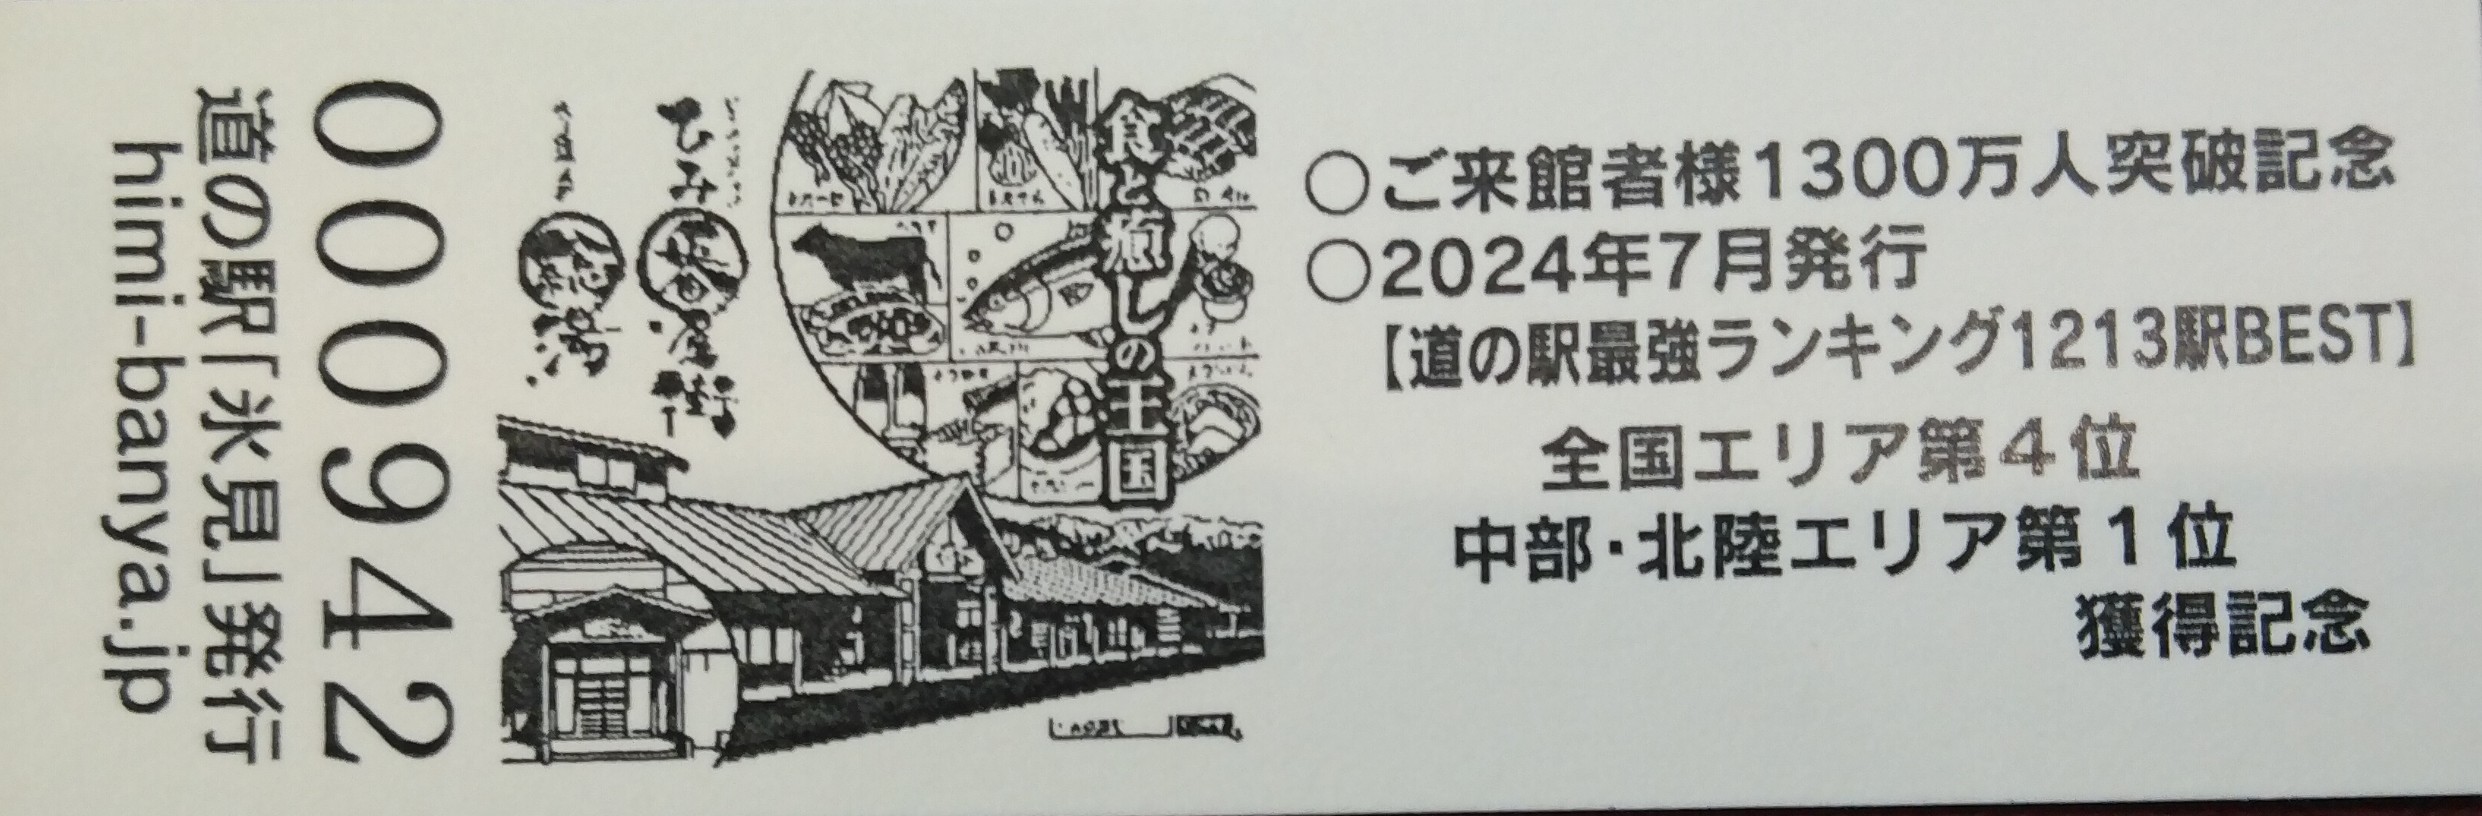 ○ご来館者様1300万人突破記念
○2024年7月発行
【道の駅最強ランキング1213駅BEST】
全国エリア第4位
中部・北陸エリア第1位
獲得記念
食と癒しの王国
ひみ
000942
道の駅「氷見」発行
himi-banya.jp